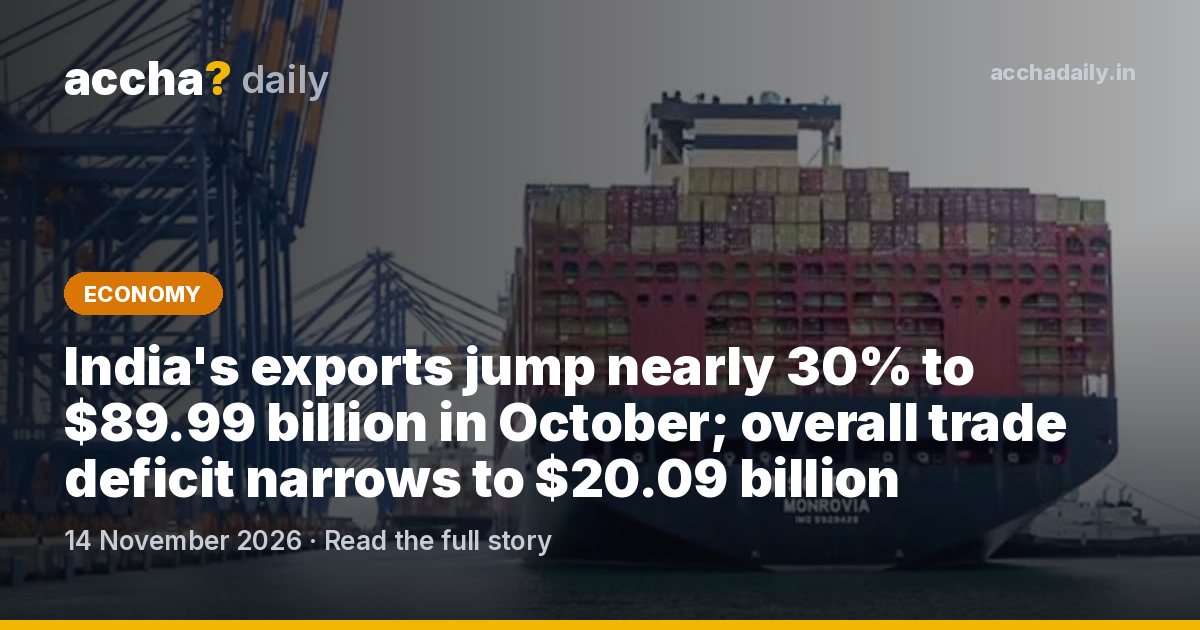 accha? daily
acchadaily.in
ECONOMY
India's exports jump nearly 30% to
$89.99 billion in October; overall trade
deficit narrows to $20.09 billion
MONROVIA
14 November 2026 · Read the full story